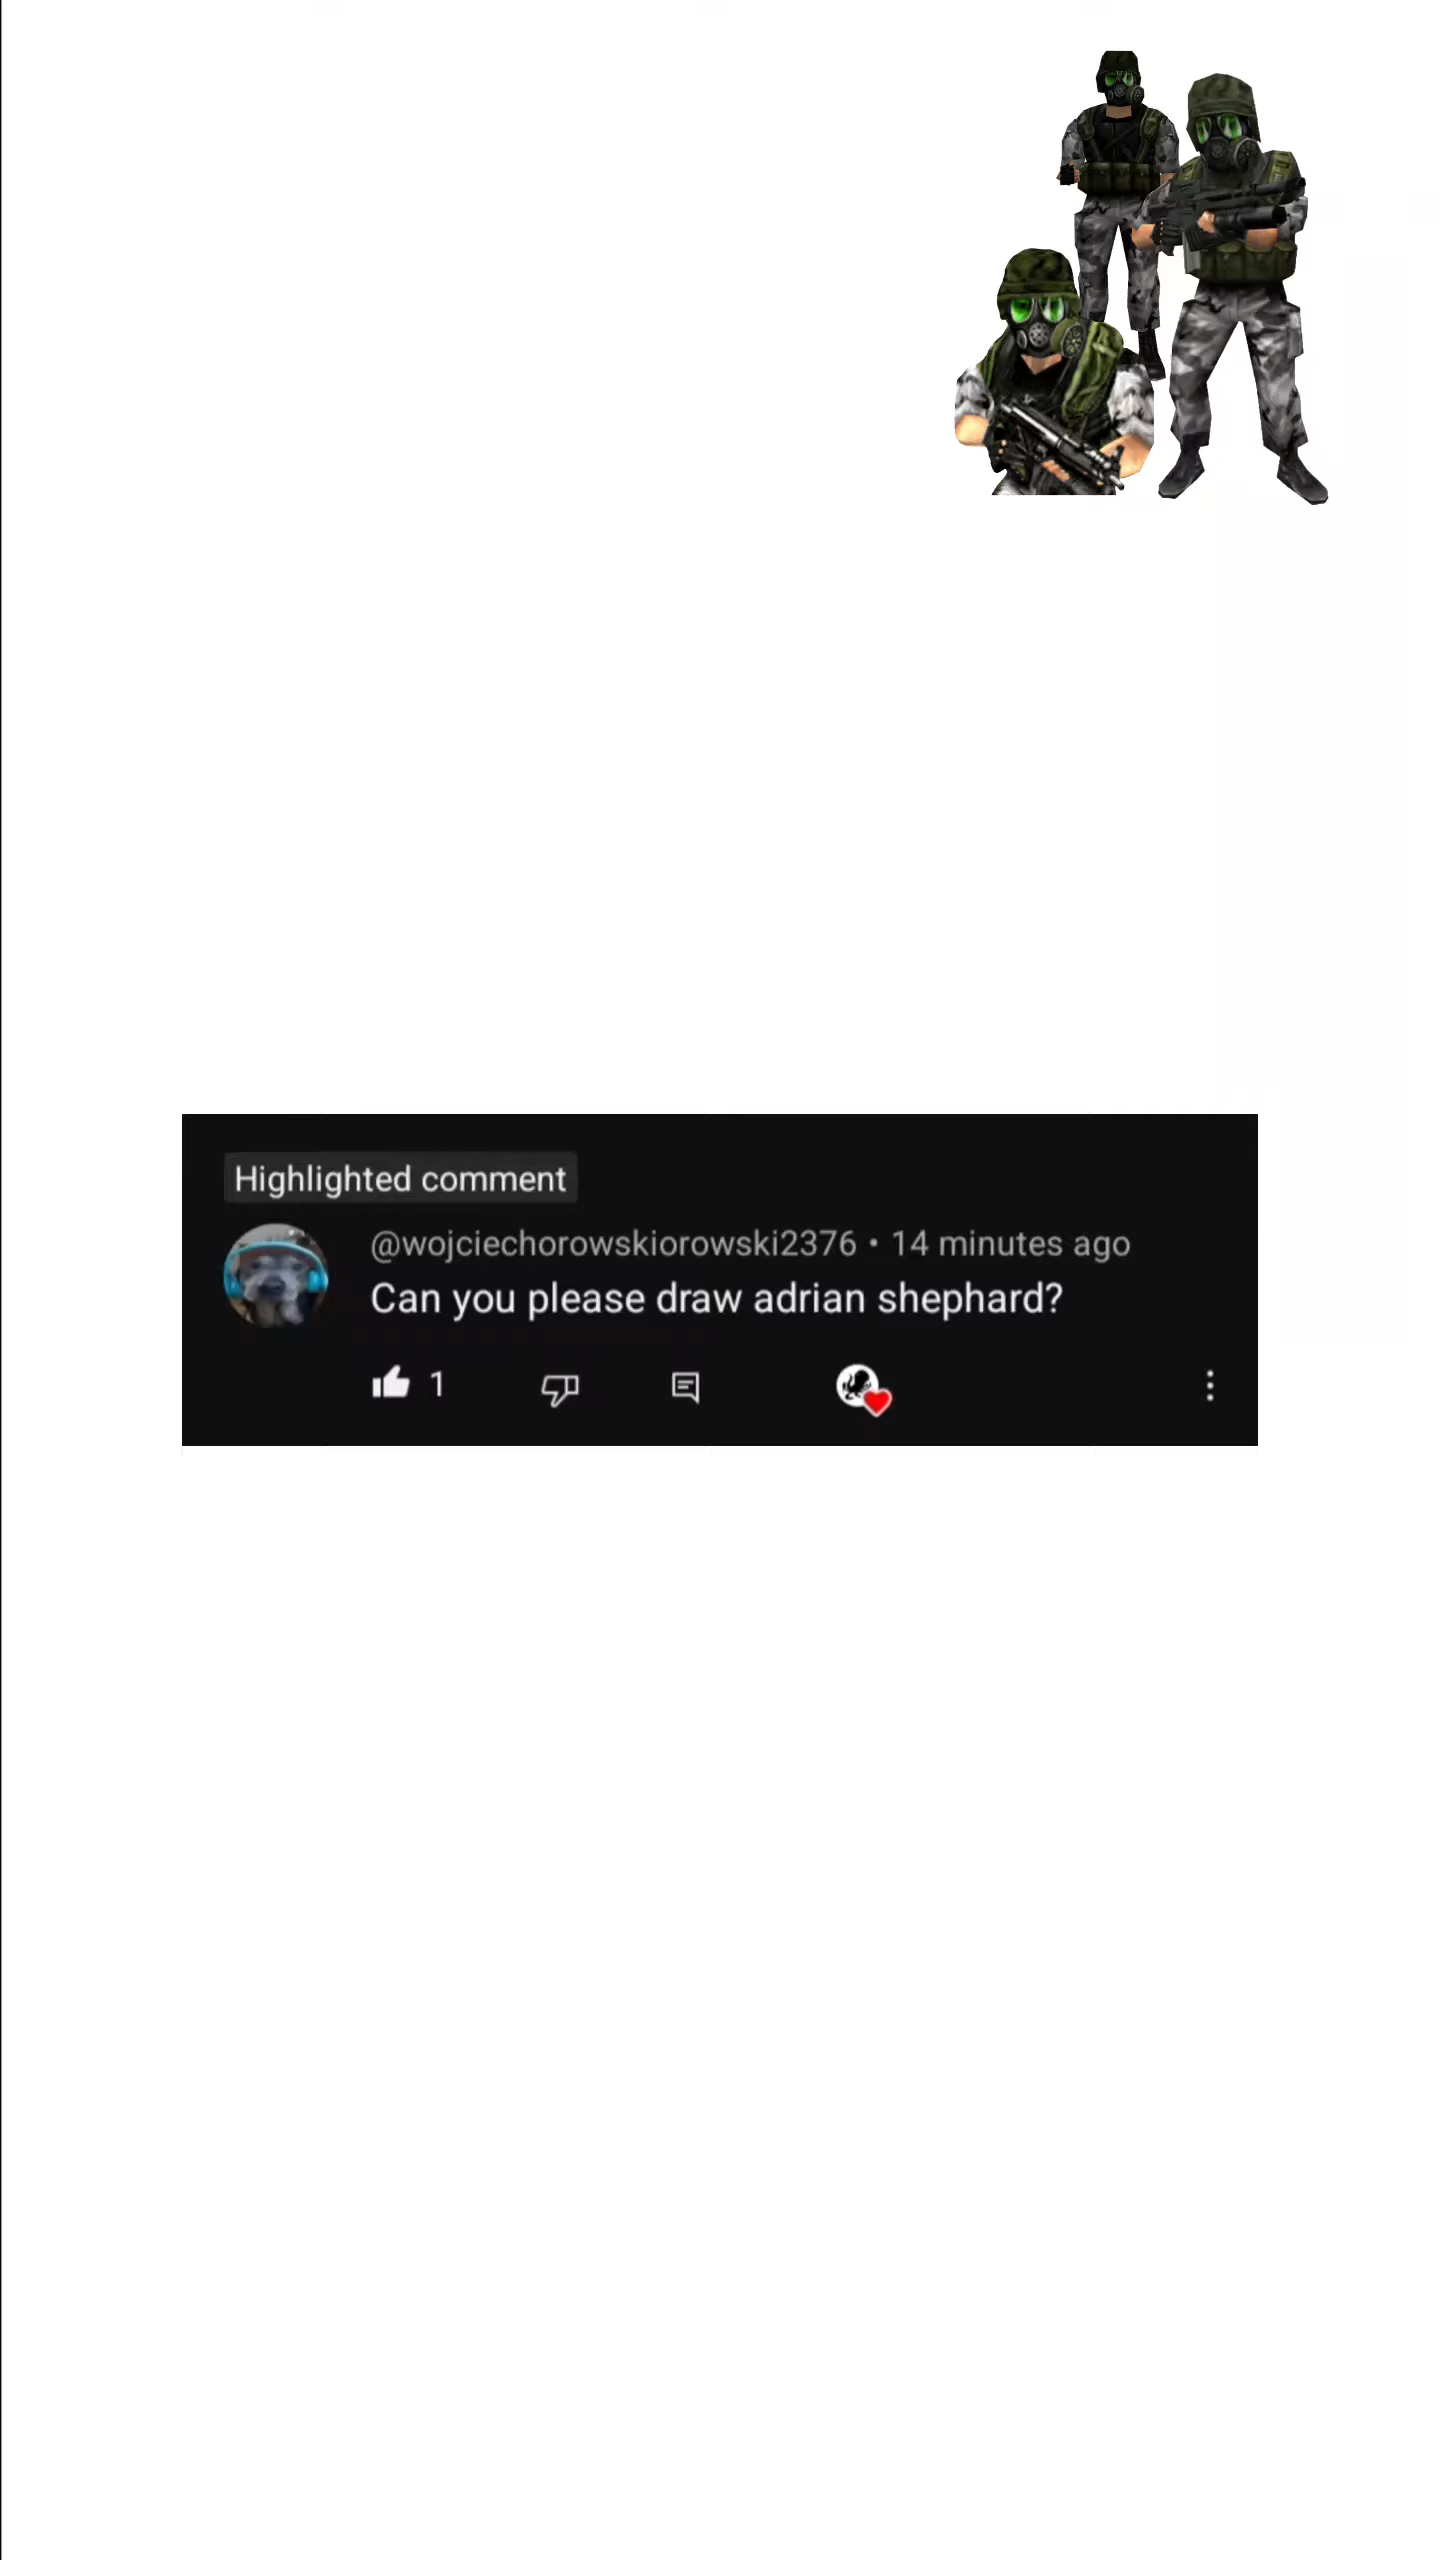 Highlighted comment
@wojciechorowskiorowski2376 • 14 minutes ago
Can you please draw adrian shephard?
1